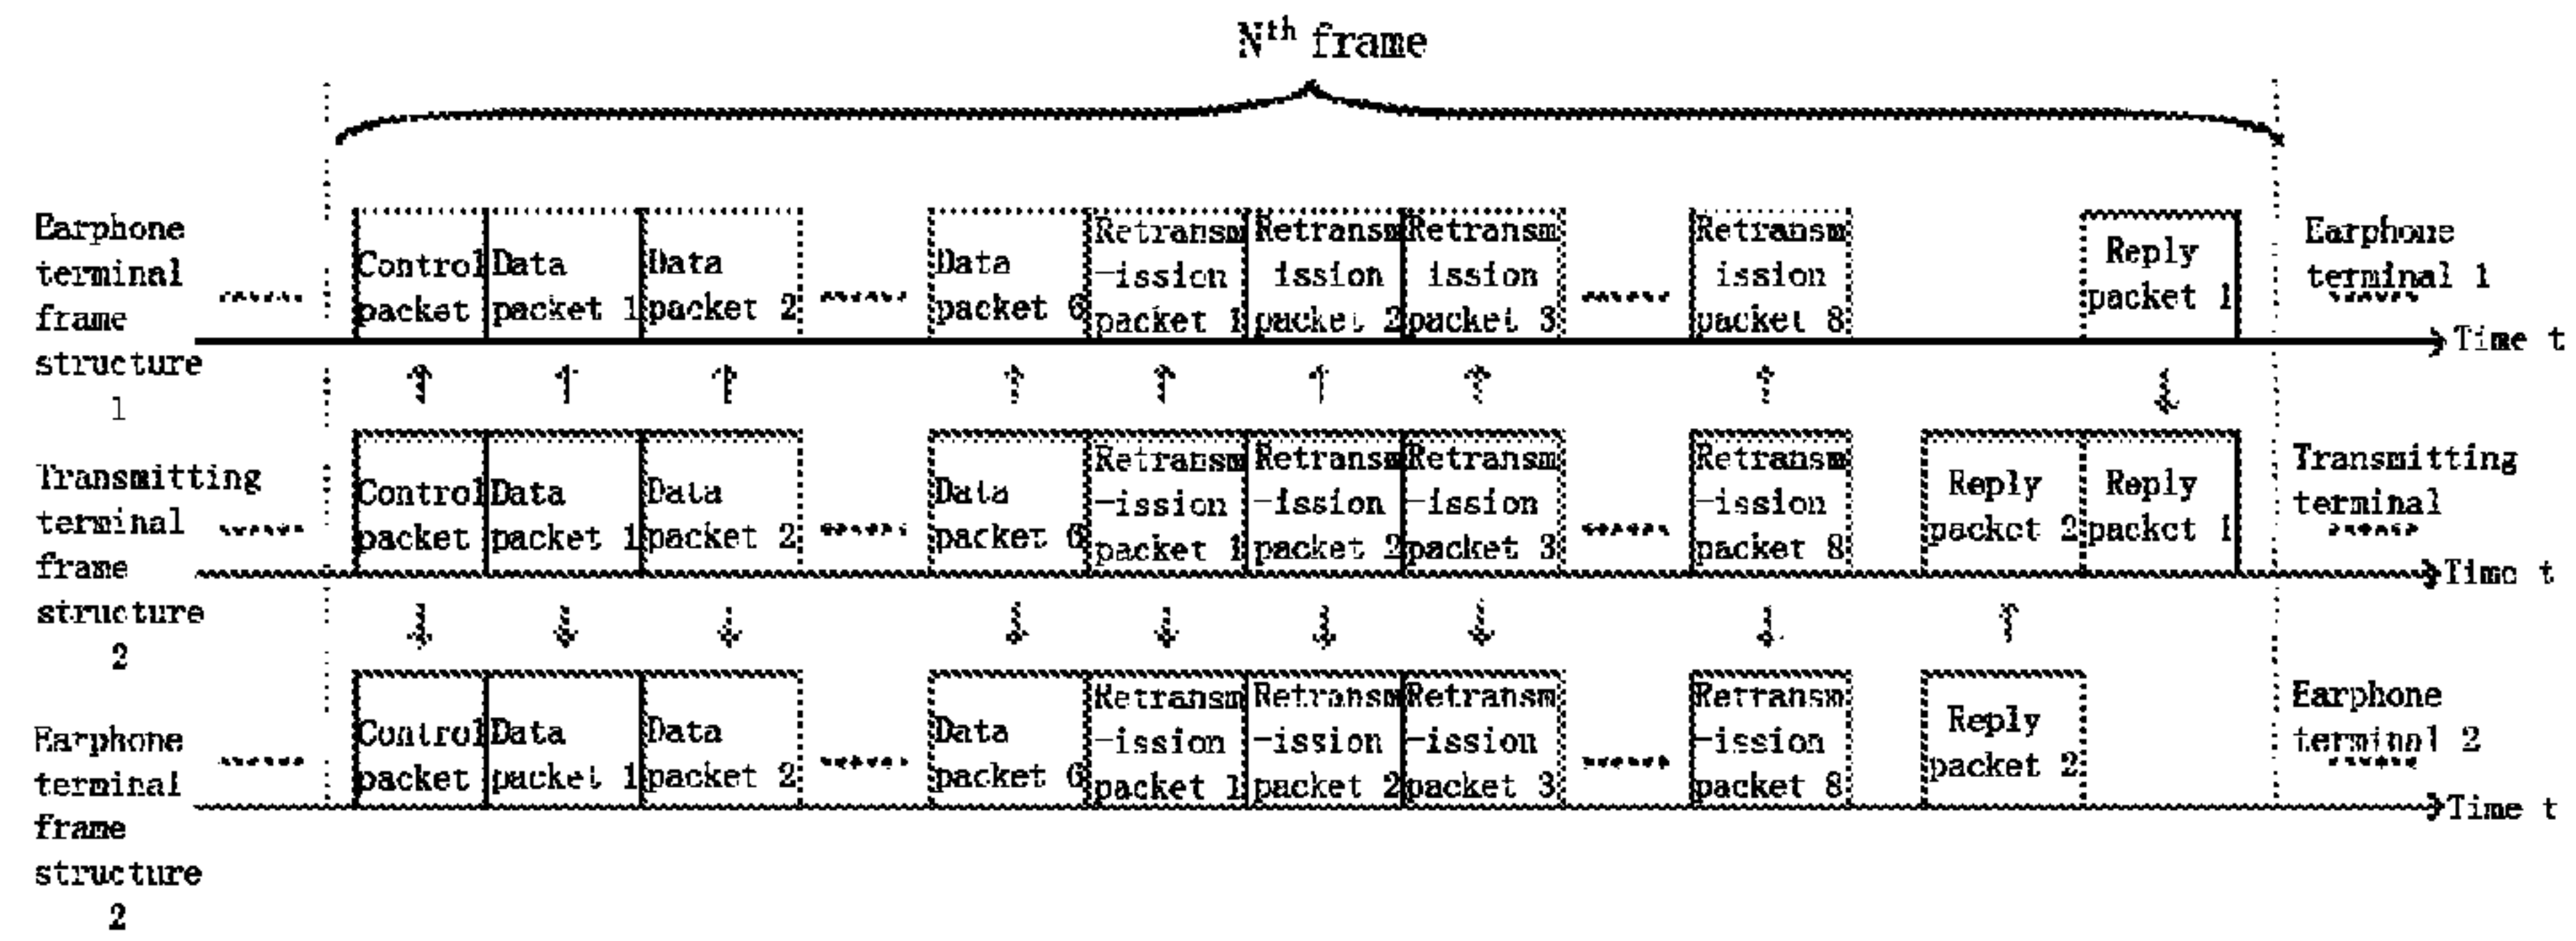 Nth frame
Earphone
terminal
frame
structure
1
Control
packet
Data
packet 1
Data
packet 2
Data
packet 6
Retransm
-ission
packet 1
Retransm
ission
packet 2
Retransm
ission
packet 3
Retransm
ission
packet 8
Reply
packet 1
Earphone
terminal 1
Time t
Transmitting
terminal
frame
structure
2
Control
packet
Data
packet 1
Data
packet 2
Data
packet 6
Retransm
-ission
packet 1
Retransm
-ission
packet 2
Retransm
-ission
packet 3
Retransm
-ission
packet 8
Reply
packet 2
Reply
packet 1
Transmitting
terminal
Time t
Earphone
terminal
frame
structure
2
Control
packet
Data
packet 1
Data
packet 2
Data
packet 6
Retransm
-ission
packet 1
Retransm
-ission
packet 2
Retransm
-ission
packet 3
Retransm
-ission
packet 8
Reply
packet 2
Earphone
terminal 2
Time t